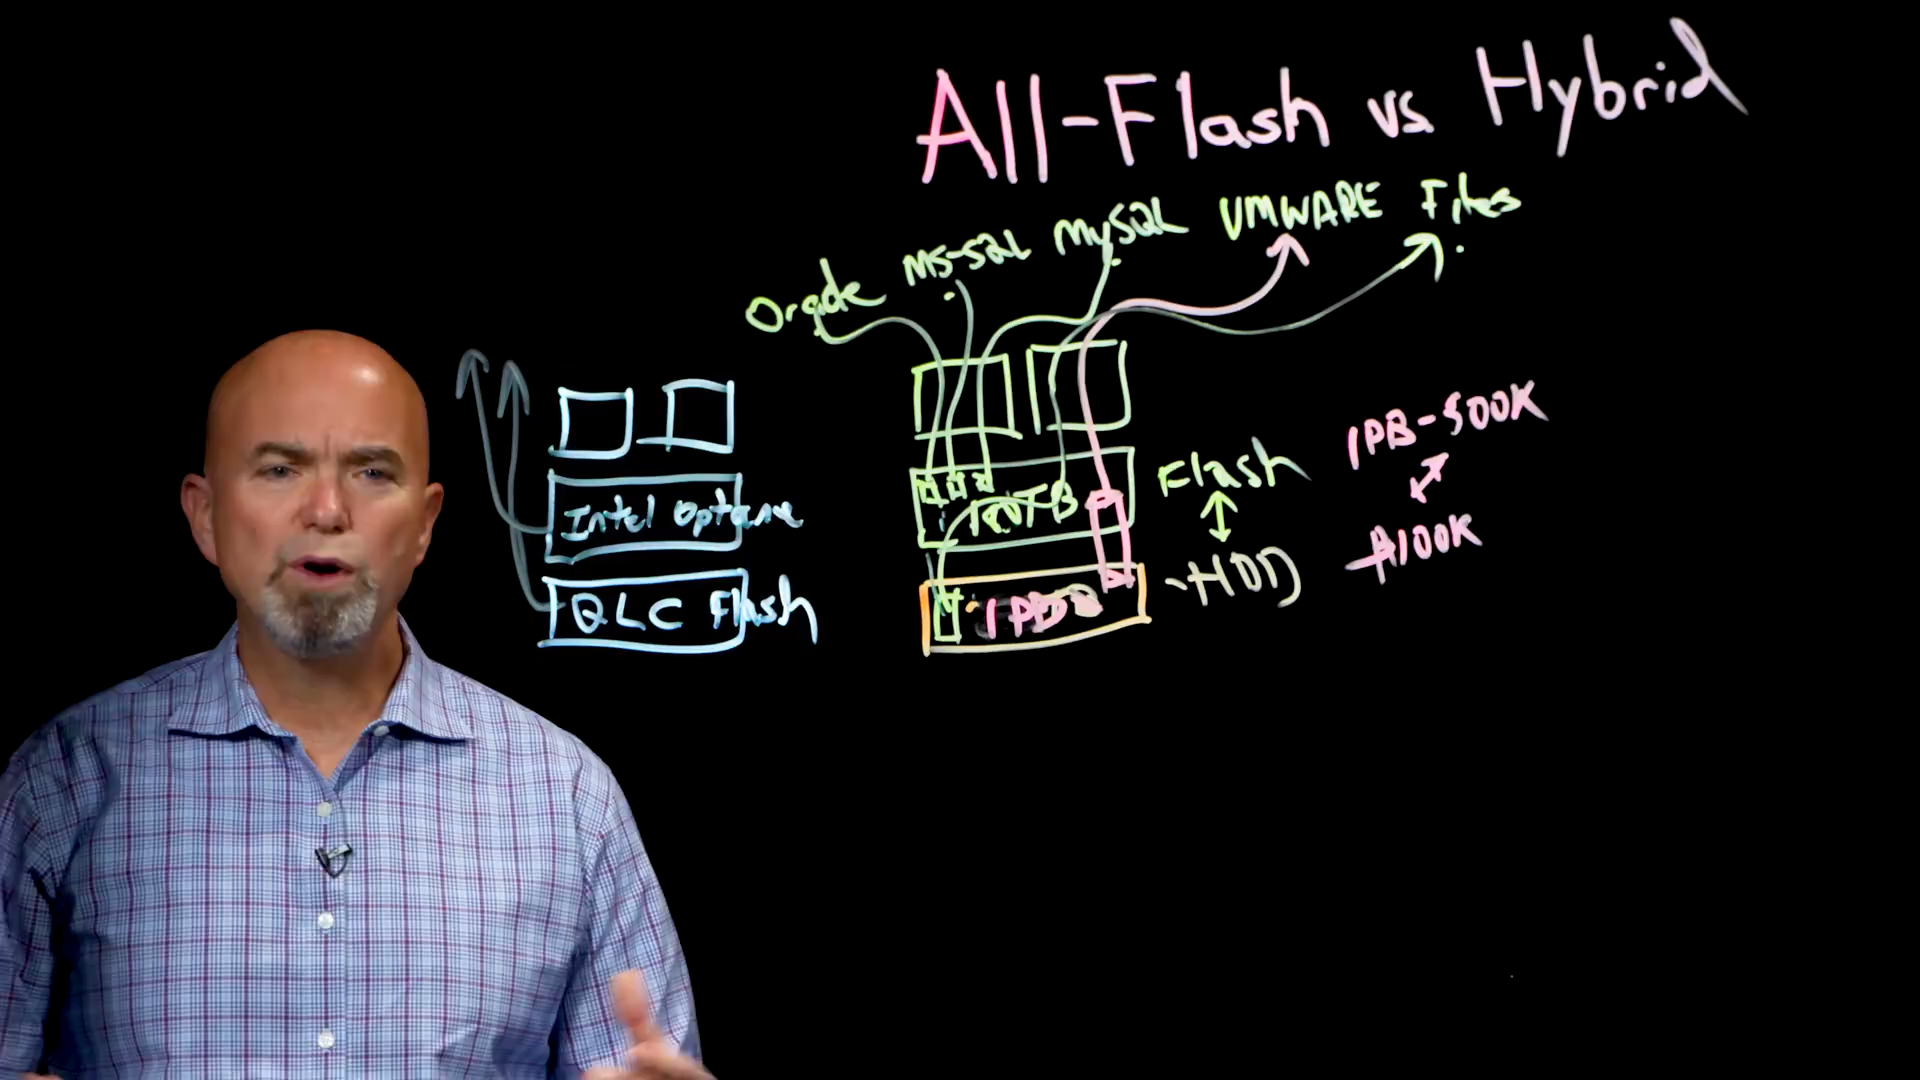 All-Flash vs Hybrid
Oracle MS-SQL MySQL VMWARE Files
Intel Optane
QLC Flash
Flash
HDD
1PB-500K
100K